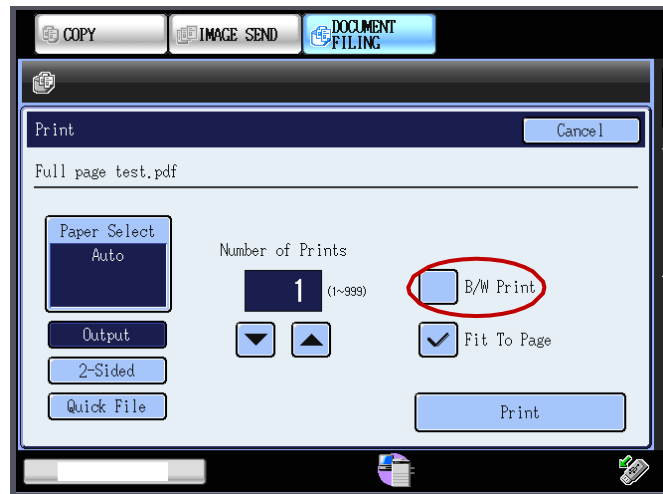 COPY
IMAGE SEND
DOCUMENT
FILING
Print
Cancel
Full page test.pdf
Paper Select
Auto
Number of Prints
1 (1~999)
B/W Print
Output
Fit To Page
2-Sided
Quick File
Print